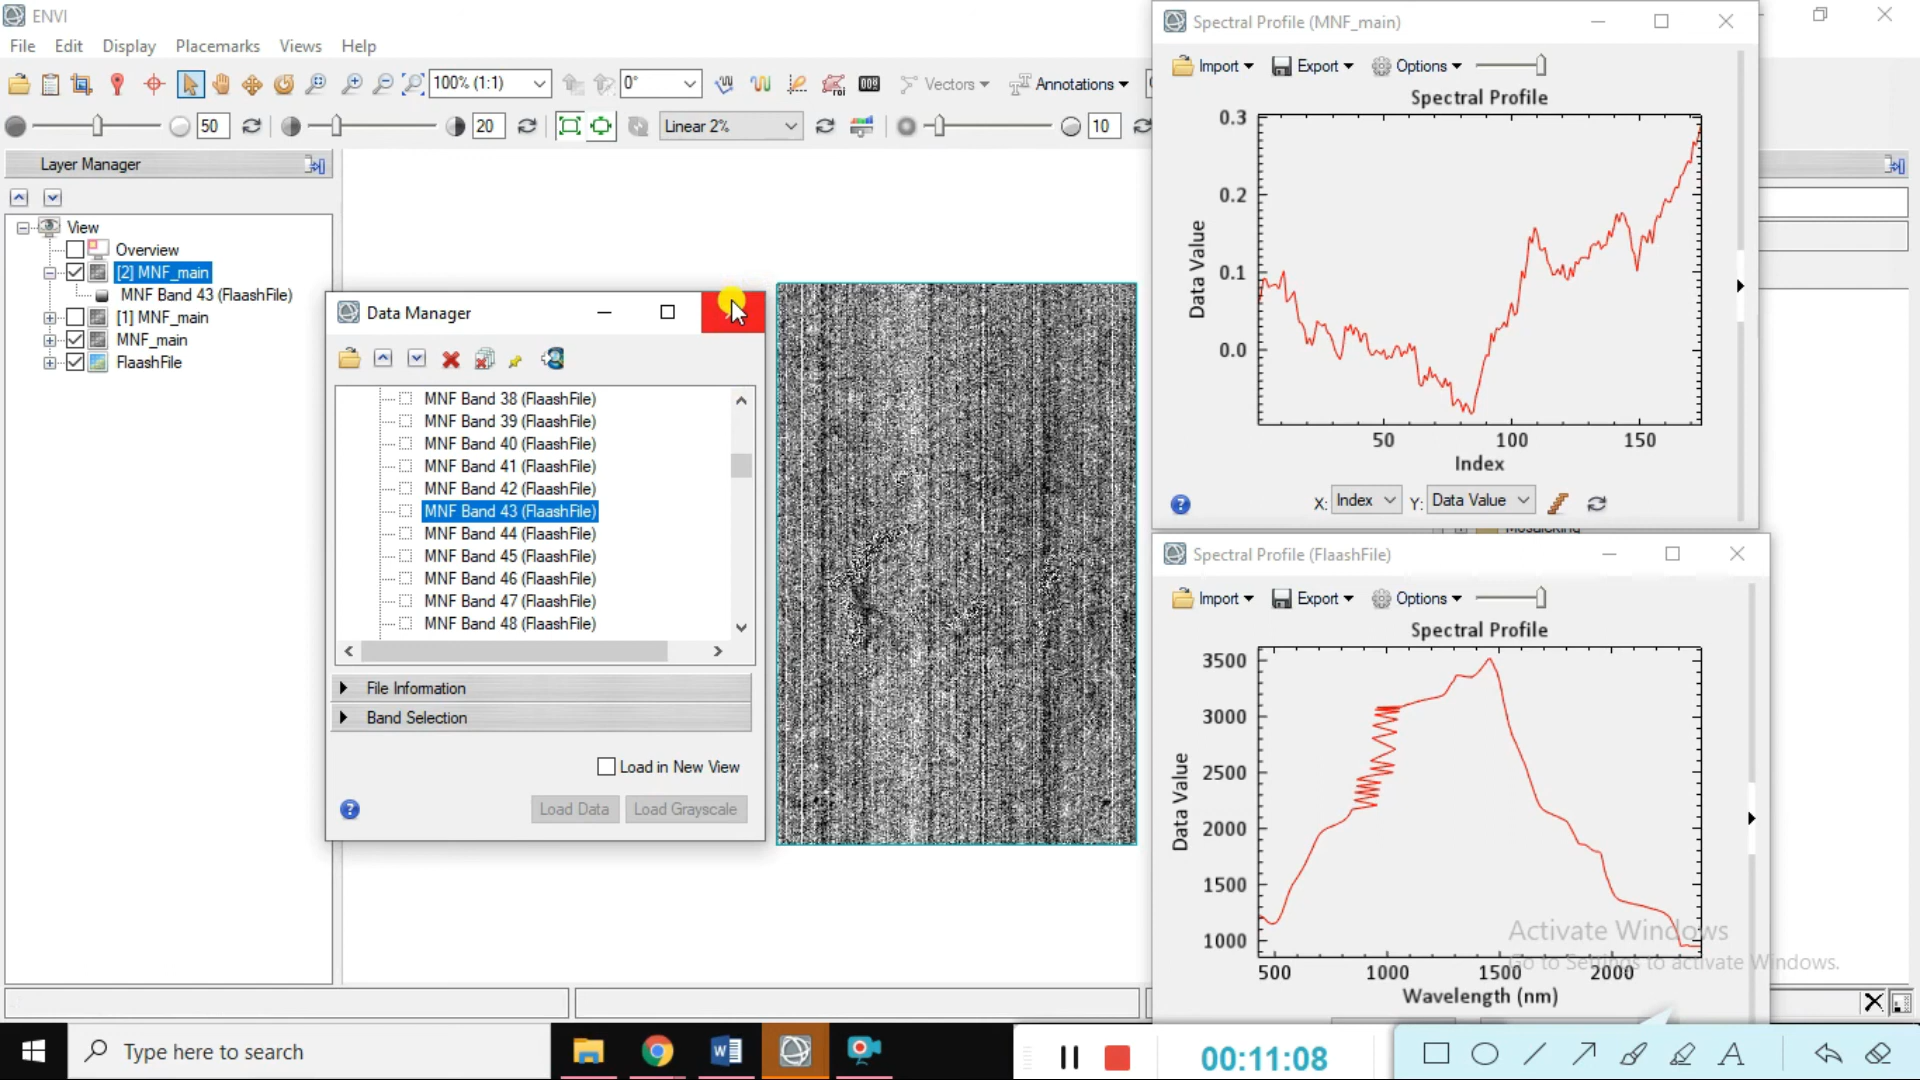 ENVI
File Edit Display Placemarks Views Help
100% (1:1)
0°
Vectors
Annotations
50
20
Linear 2%
10
Layer Manager
View
Overview
[2] MNF_main
MNF Band 43 (FlaashFile)
[1] MNF_main
MNF_main
FlaashFile
Data Manager
MNF Band 38 (FlaashFile)
MNF Band 39 (FlaashFile)
MNF Band 40 (FlaashFile)
MNF Band 41 (FlaashFile)
MNF Band 42 (FlaashFile)
MNF Band 43 (FlaashFile)
MNF Band 44 (FlaashFile)
MNF Band 45 (FlaashFile)
MNF Band 46 (FlaashFile)
MNF Band 47 (FlaashFile)
MNF Band 48 (FlaashFile)
File Information
Band Selection
Load in New View
Load Data Load Grayscale
Spectral Profile (MNF_main)
Import Export Options
Spectral Profile
0.3
0.2
0.1
0.0
Data Value
50 100 150
Index
X: Index Y: Data Value
Mosaicking
Spectral Profile (FlaashFile)
Import Export Options
Spectral Profile
3500
3000
2500
2000
1500
1000
Data Value
500 1000 1500 2000
Wavelength (nm)
Activate Windows
Go to Settings to activate Windows.
Type here to search
00:11:08